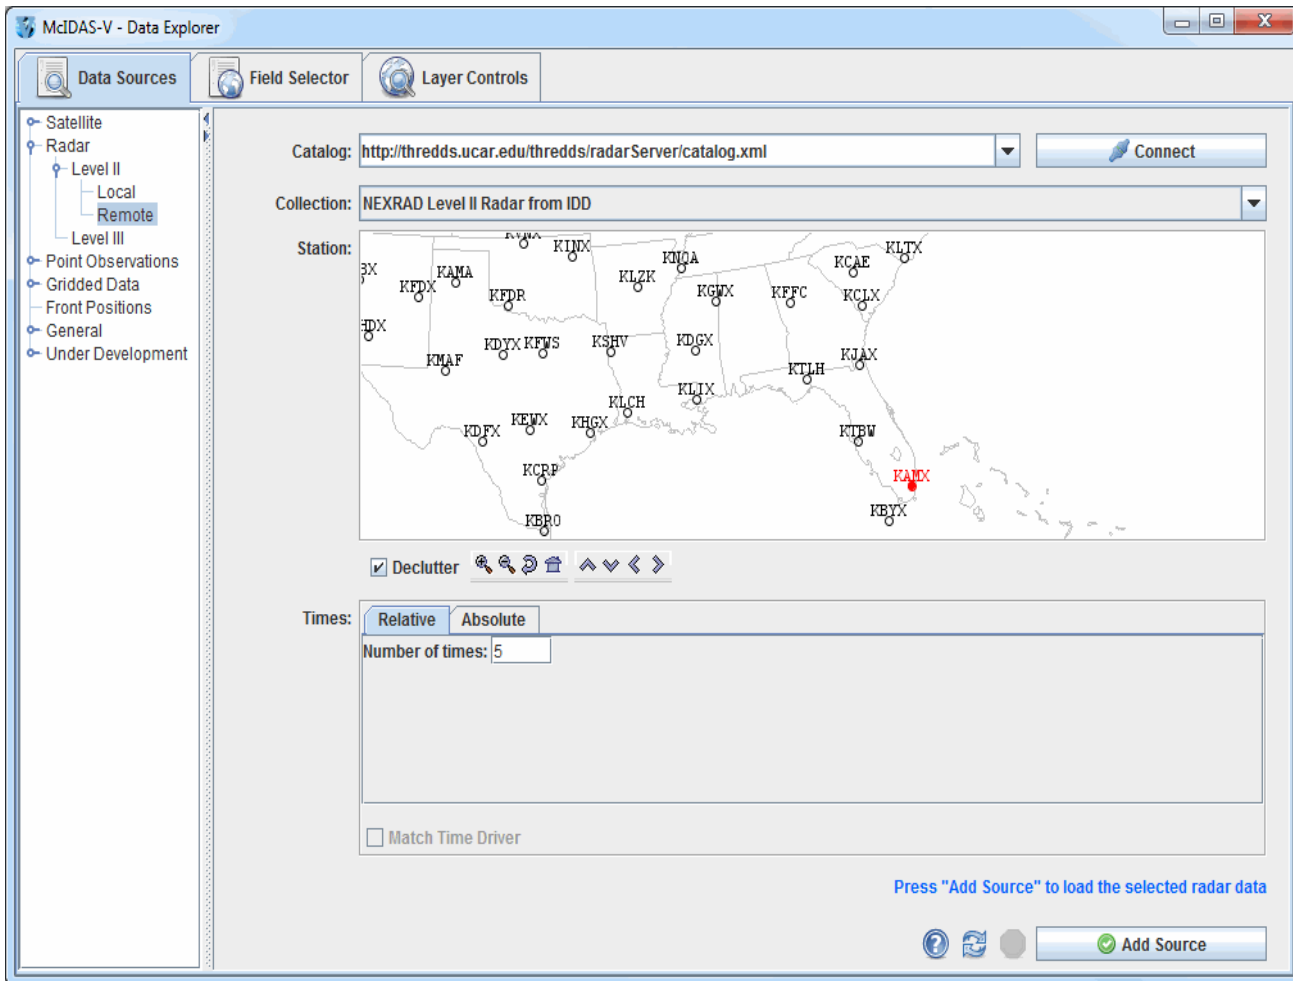 McIDAS-V - Data Explorer
Data Sources
Field Selector
Layer Controls
Satellite
Radar
Level II
Local
Remote
Level III
Point Observations
Gridded Data
Front Positions
General
Under Development
Catalog: http://thredds.ucar.edu/thredds/radarServer/catalog.xml
Connect
Collection: NEXRAD Level II Radar from IDD
Station:
KINX
KNQA
KLTX
KCAE
KAMA
KLZK
KFDX
KFDR
KGWX
KFFC
KCLX
KDYX
KFWS
KSHV
KDGX
KMAF
KJAX
KTLH
KLIX
KLCH
KEWX
KHGX
KDFX
KTBW
KCRP
KAMX
KBYX
KBRO
Declutter
Times:
Relative
Absolute
Number of times: 5
Match Time Driver
Press "Add Source" to load the selected radar data
Add Source